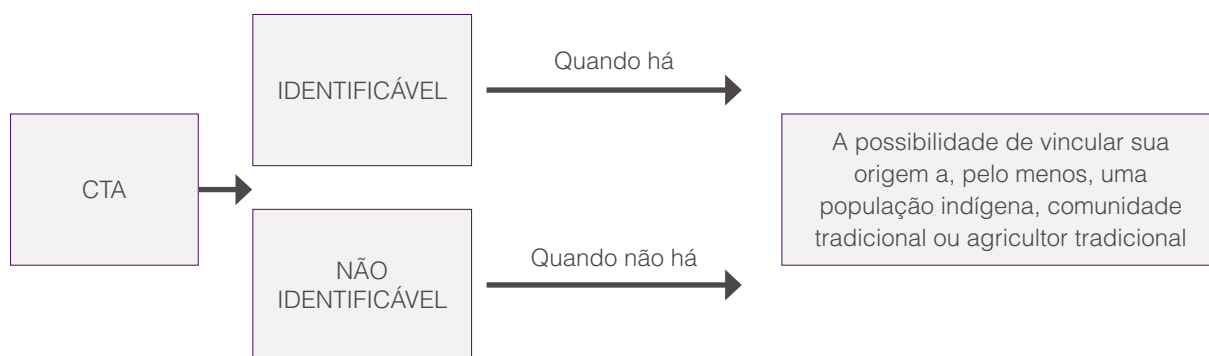 CTA
IDENTIFICÁVEL
Quando há
NÃO
IDENTIFICÁVEL
Quando não há
A possibilidade de vincular sua
origem a, pelo menos, uma
população indígena, comunidade
tradicional ou agricultor tradicional